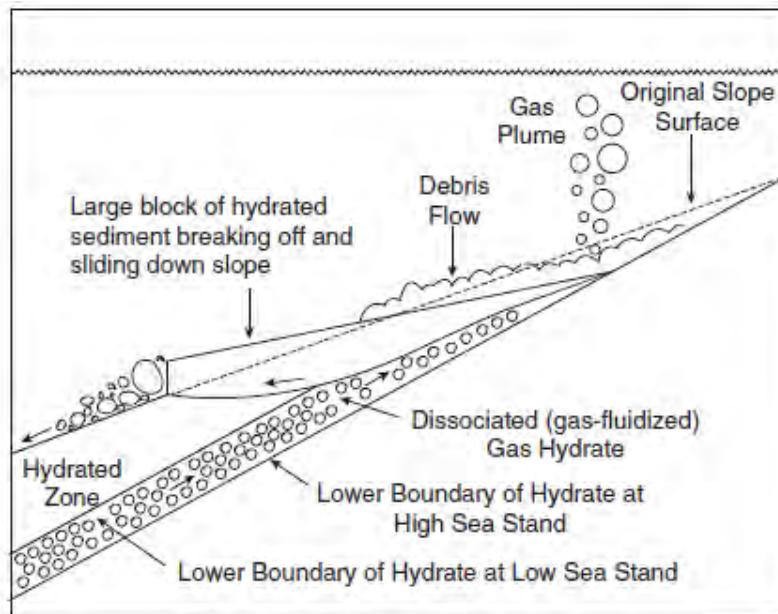 Gas
Plume
Original Slope
Surface
Debris
Flow
Large block of hydrated
sediment breaking off and
sliding down slope
Dissociated (gas-fluidized)
Gas Hydrate
Hydrated
Zone
Lower Boundary of Hydrate at
High Sea Stand
Lower Boundary of Hydrate at Low Sea Stand